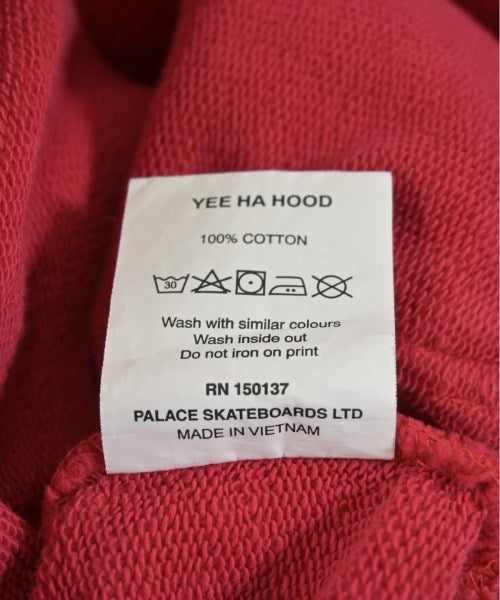 YEE HA HOOD
100% COTTON
30
Wash with similar colours
Wash inside out
Do not iron on print
RN 150137
PALACE SKATEBOARDS LTD
MADE IN VIETNAM